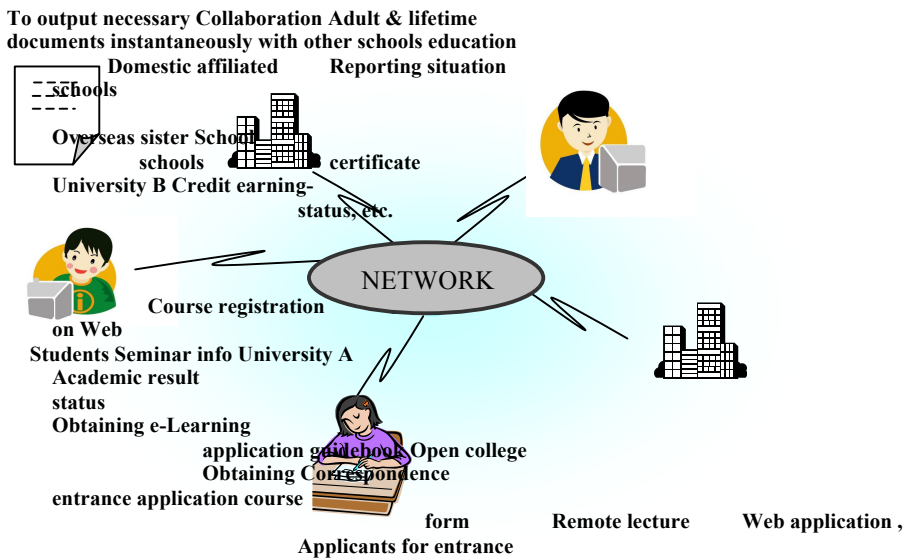 To output necessary Collaboration Adult & lifetime
documents instantaneously with other schools education
Domestic affiliated Reporting situation
schools
Overseas sister School
schools certificate
University B Credit earning-
status, etc.
NETWORK
Course registration
on Web
Students Seminar info University A
Academic result
status
Obtaining e-Learning
application guidebook Open college
Obtaining Correspondence
entrance application course
form Remote lecture Web application ,
Applicants for entrance